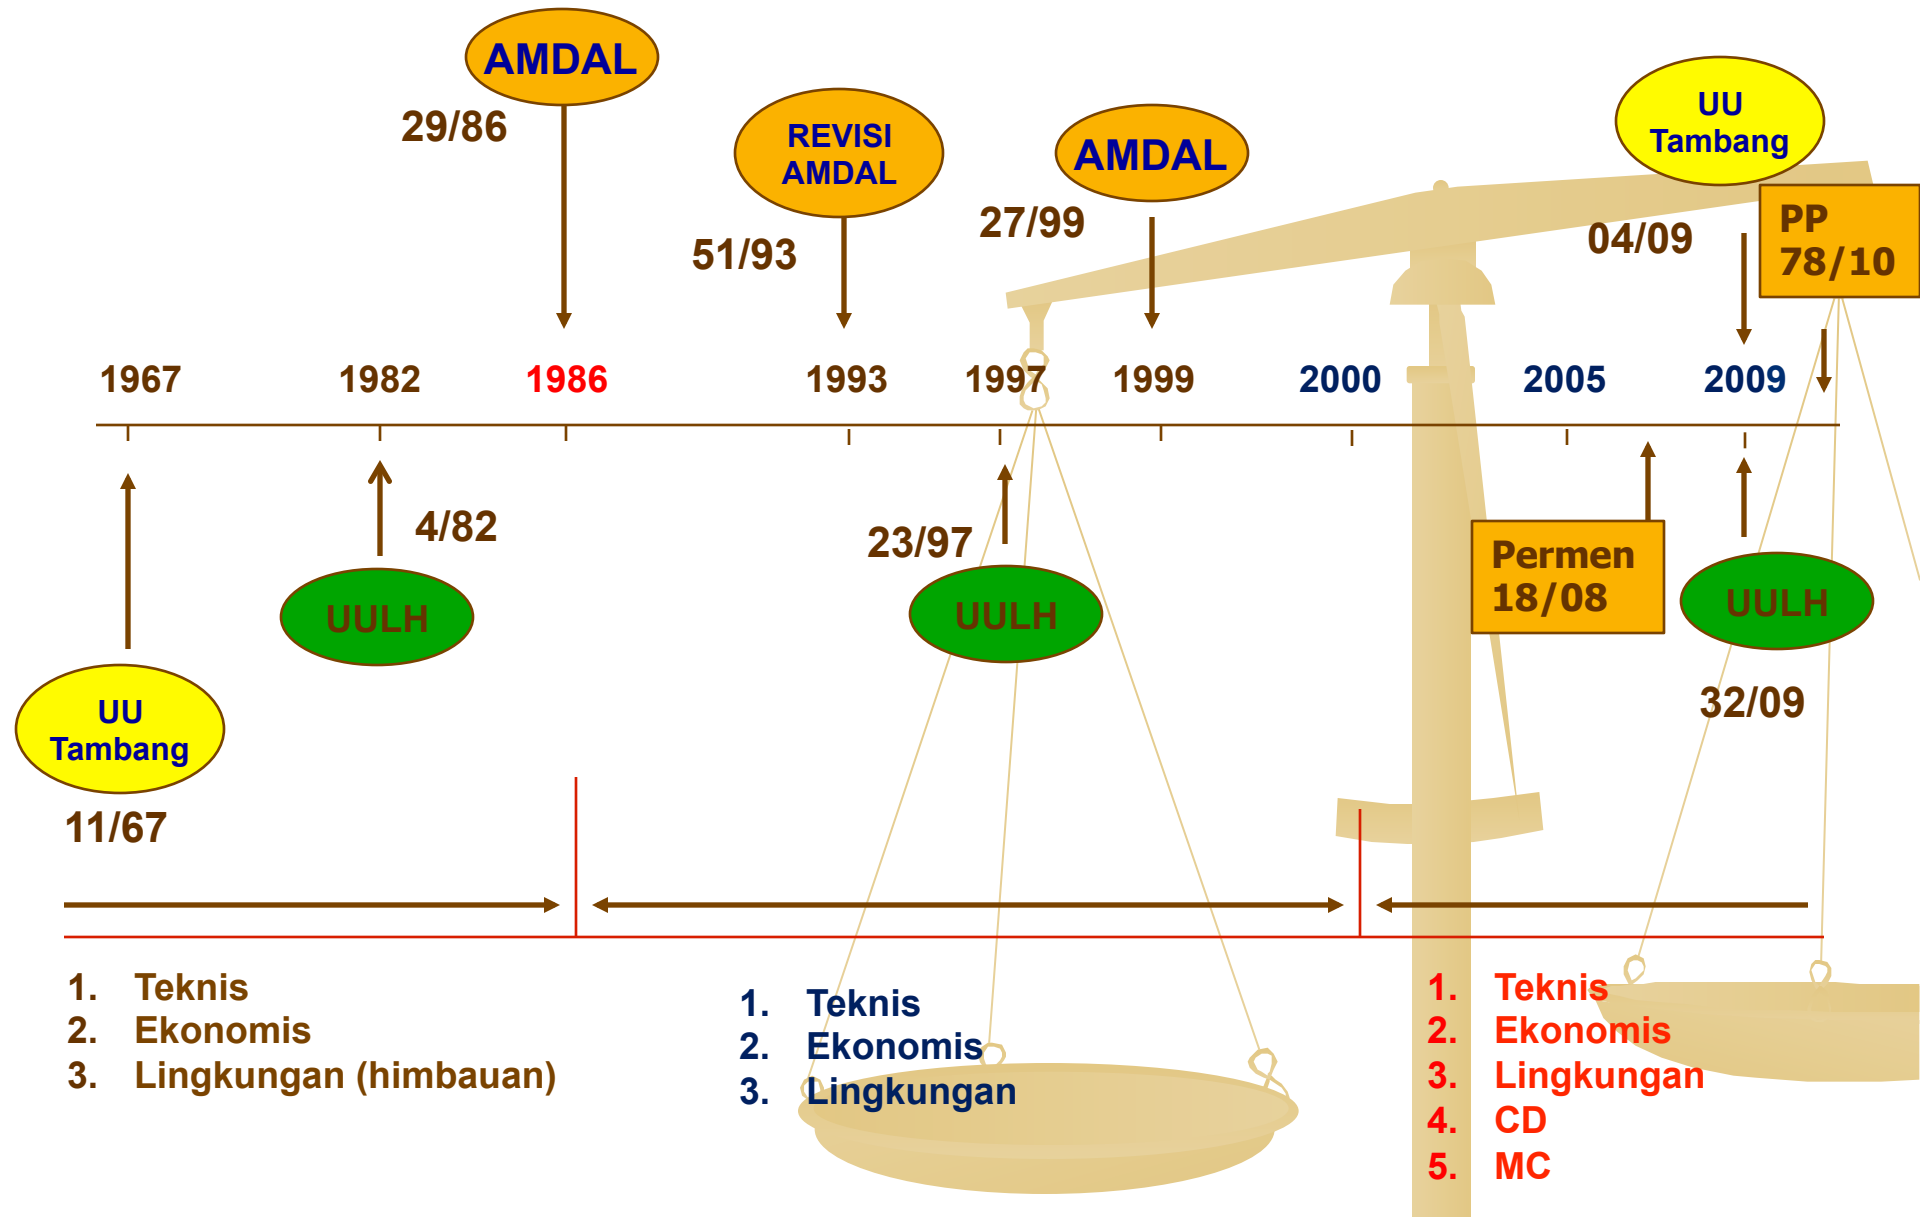 AMDAL
29/86
REVISI
AMDAL
51/93
AMDAL
27/99
UU
Tambang
04/09
PP
78/10
1967
1982
1986
1993
1997
1999
2000
2005
2009
4/82
UULH
23/97
UULH
Permen
18/08
UULH
32/09
UU
Tambang
11/67
1. Teknis
2. Ekonomis
3. Lingkungan (himbauan)
1. Teknis
2. Ekonomis
3. Lingkungan
1. Teknis
2. Ekonomis
3. Lingkungan
4. CD
5. MC